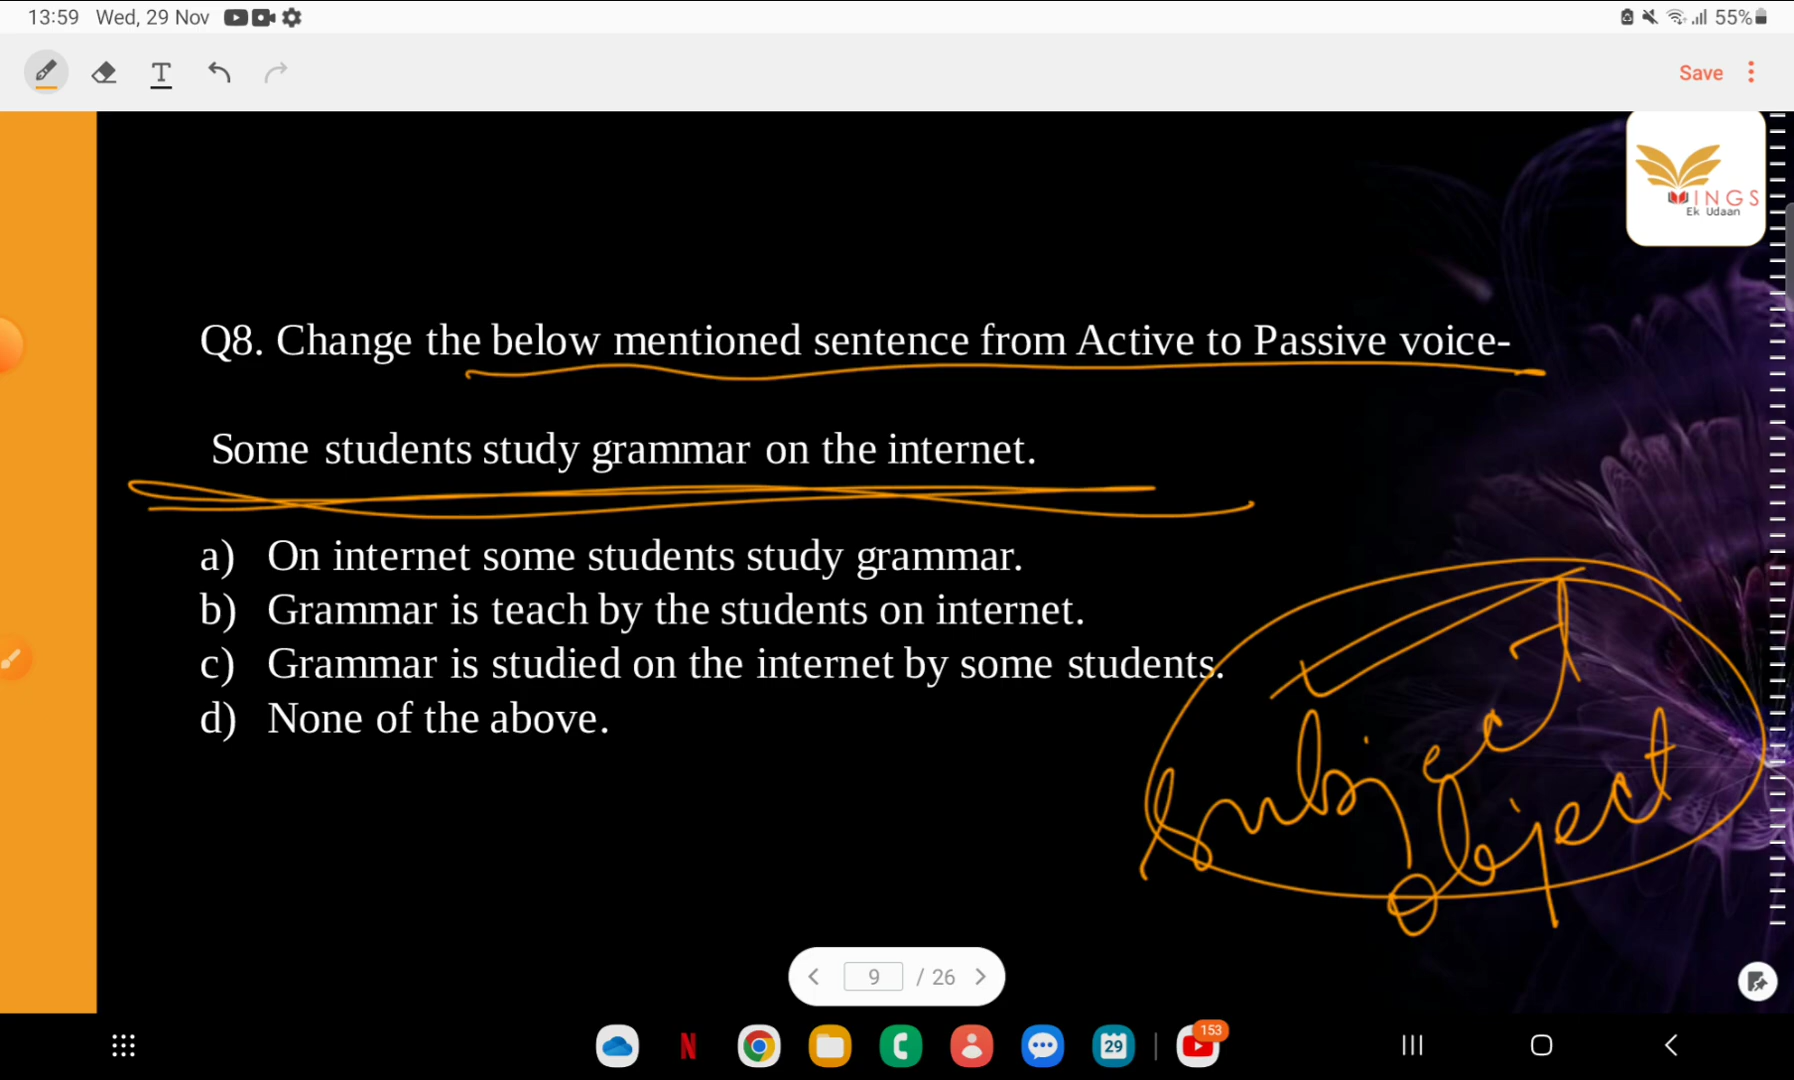 13:59 Wed, 29 Nov
55%
T
Save
WINGS
Ek Udaan
Q8. Change the below mentioned sentence from Active to Passive voice-
Some students study grammar on the internet.
a) On internet some students study grammar.
b) Grammar is teach by the students on internet.
c) Grammar is studied on the internet by some students.
d) None of the above.
Subject
Object
9 / 26
N
29
153